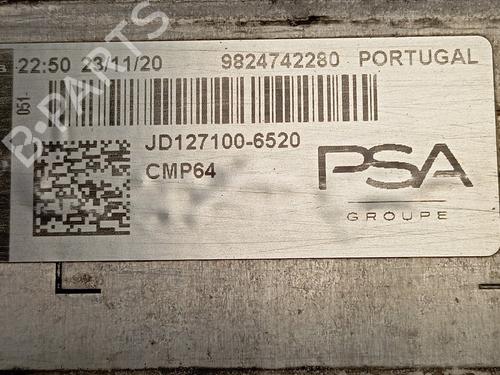 22:50 23/11/20 9824742280 PORTUGAL
051-
JD127100-6520
CMP64
PSA
GROUPE
B-PARTS